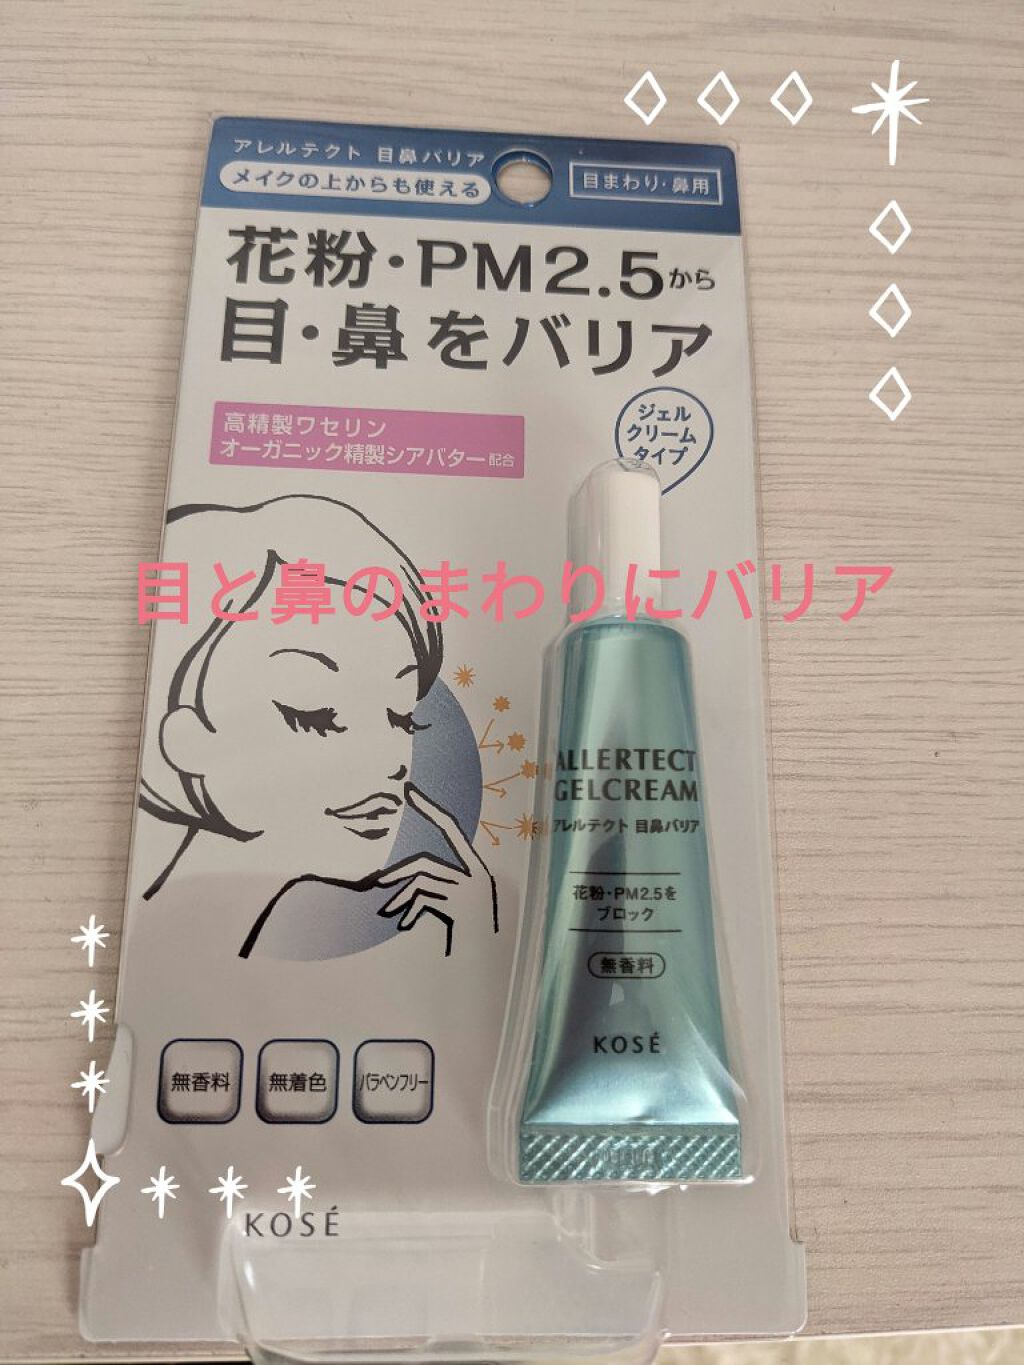 アレルテクト 目鼻バリア
メイクの上からも使える
目まわり・鼻用
花粉・PM2.5から
目・鼻をバリア
高精製ワセリン
オーガニック精製シアバター配合
ジェル
クリーム
タイプ
目と鼻のまわりにバリア
ALLERTECT
GELCREAM
アレルテクト 目鼻バリア
花粉・PM2.5を
ブロック
無香料
KOSÉ
無香料
無着色
パラベンフリー
KOSÉ